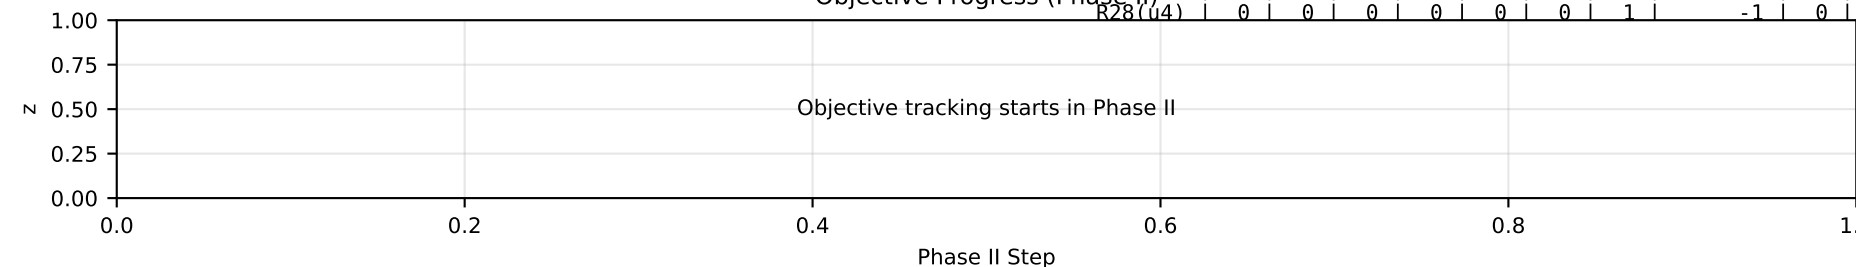 Objective Progress (Phase II)
R28(u4) | 0 | 0 | 0 | 0 | 0 | 0 | 1 | -1 | 0 |
1.00
0.75
z 0.50
Objective tracking starts in Phase II
0.25
0.00
0.0 0.2 0.4 0.6 0.8 1.
Phase II Step